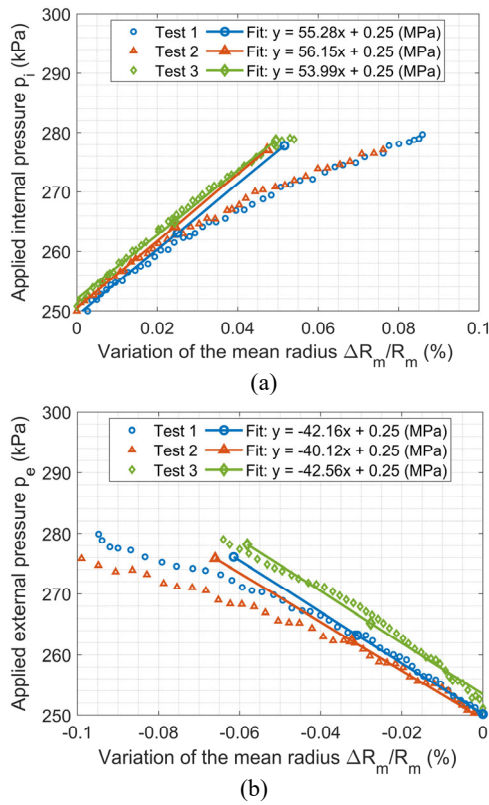 300
Test 1 Fit: y = 55.28x + 0.25 (MPa)
Test 2 Fit: y = 56.15x + 0.25 (MPa)
Test 3 Fit: y = 53.99x + 0.25 (MPa)
290
280
270
260
250
Applied internal pressure p_i (kPa)
0 0.02 0.04 0.06 0.08 0.1
Variation of the mean radius ΔR_m/R_m (%)
(a)
300
Test 1 Fit: y = -42.16x + 0.25 (MPa)
Test 2 Fit: y = -40.12x + 0.25 (MPa)
Test 3 Fit: y = -42.56x + 0.25 (MPa)
290
280
270
260
250
Applied external pressure p_e (kPa)
-0.1 -0.08 -0.06 -0.04 -0.02 0
Variation of the mean radius ΔR_m/R_m (%)
(b)